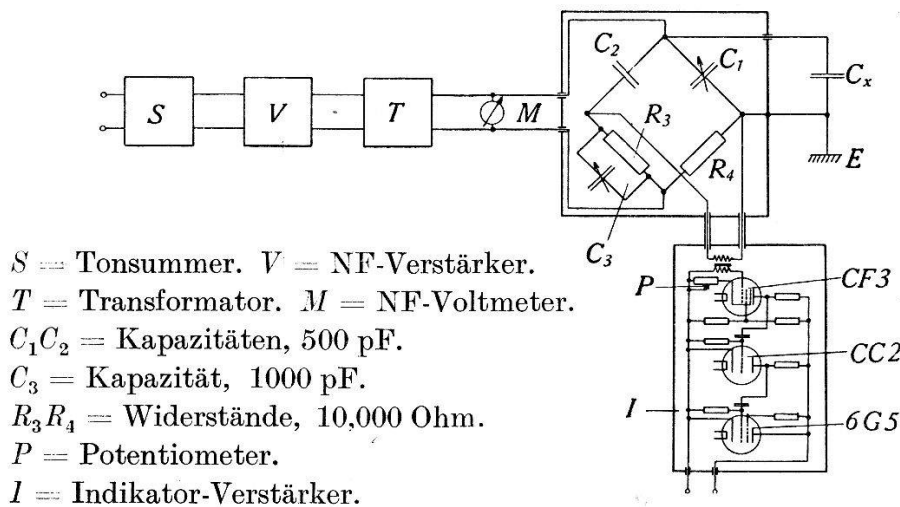 S V T M
C₂ C₁ Cₓ
R₃ R₄ E
C₃
P CF3
CC2
I 6G5
S = Tonsummer. V = NF-Verstärker.
T = Transformator. M = NF-Voltmeter.
C₁C₂ = Kapazitäten, 500 pF.
C₃ = Kapazität, 1000 pF.
R₃R₄ = Widerstände, 10,000 Ohm.
P = Potentiometer.
I = Indikator-Verstärker.